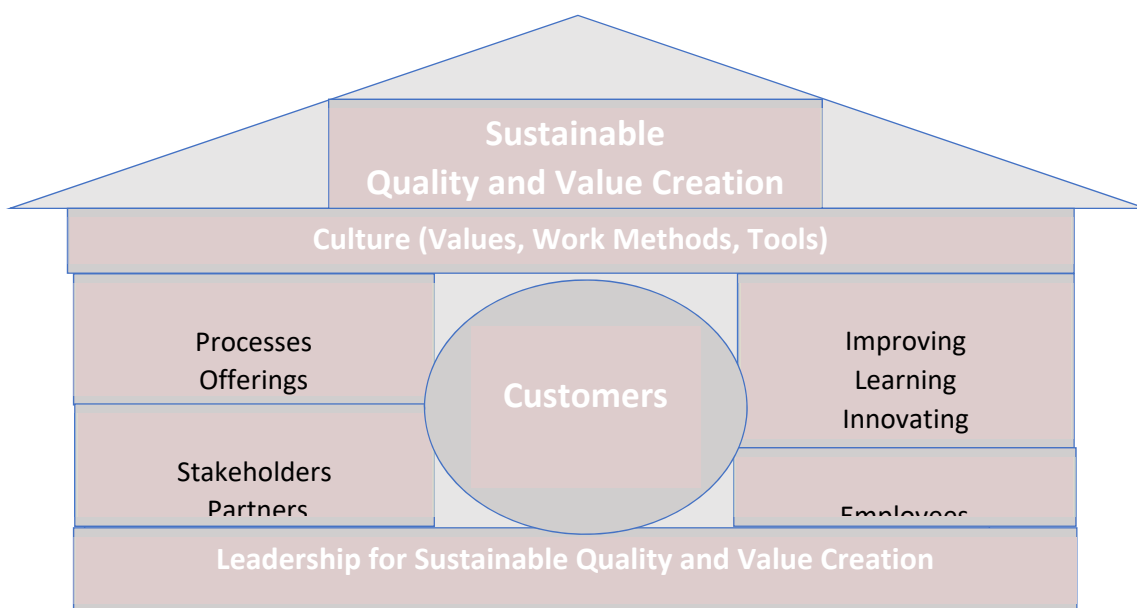 Sustainable
Quality and Value Creation
Culture (Values, Work Methods, Tools)
Processes
Offerings
Customers
Improving
Learning
Innovating
Stakeholders
Partners
Employees
Leadership for Sustainable Quality and Value Creation